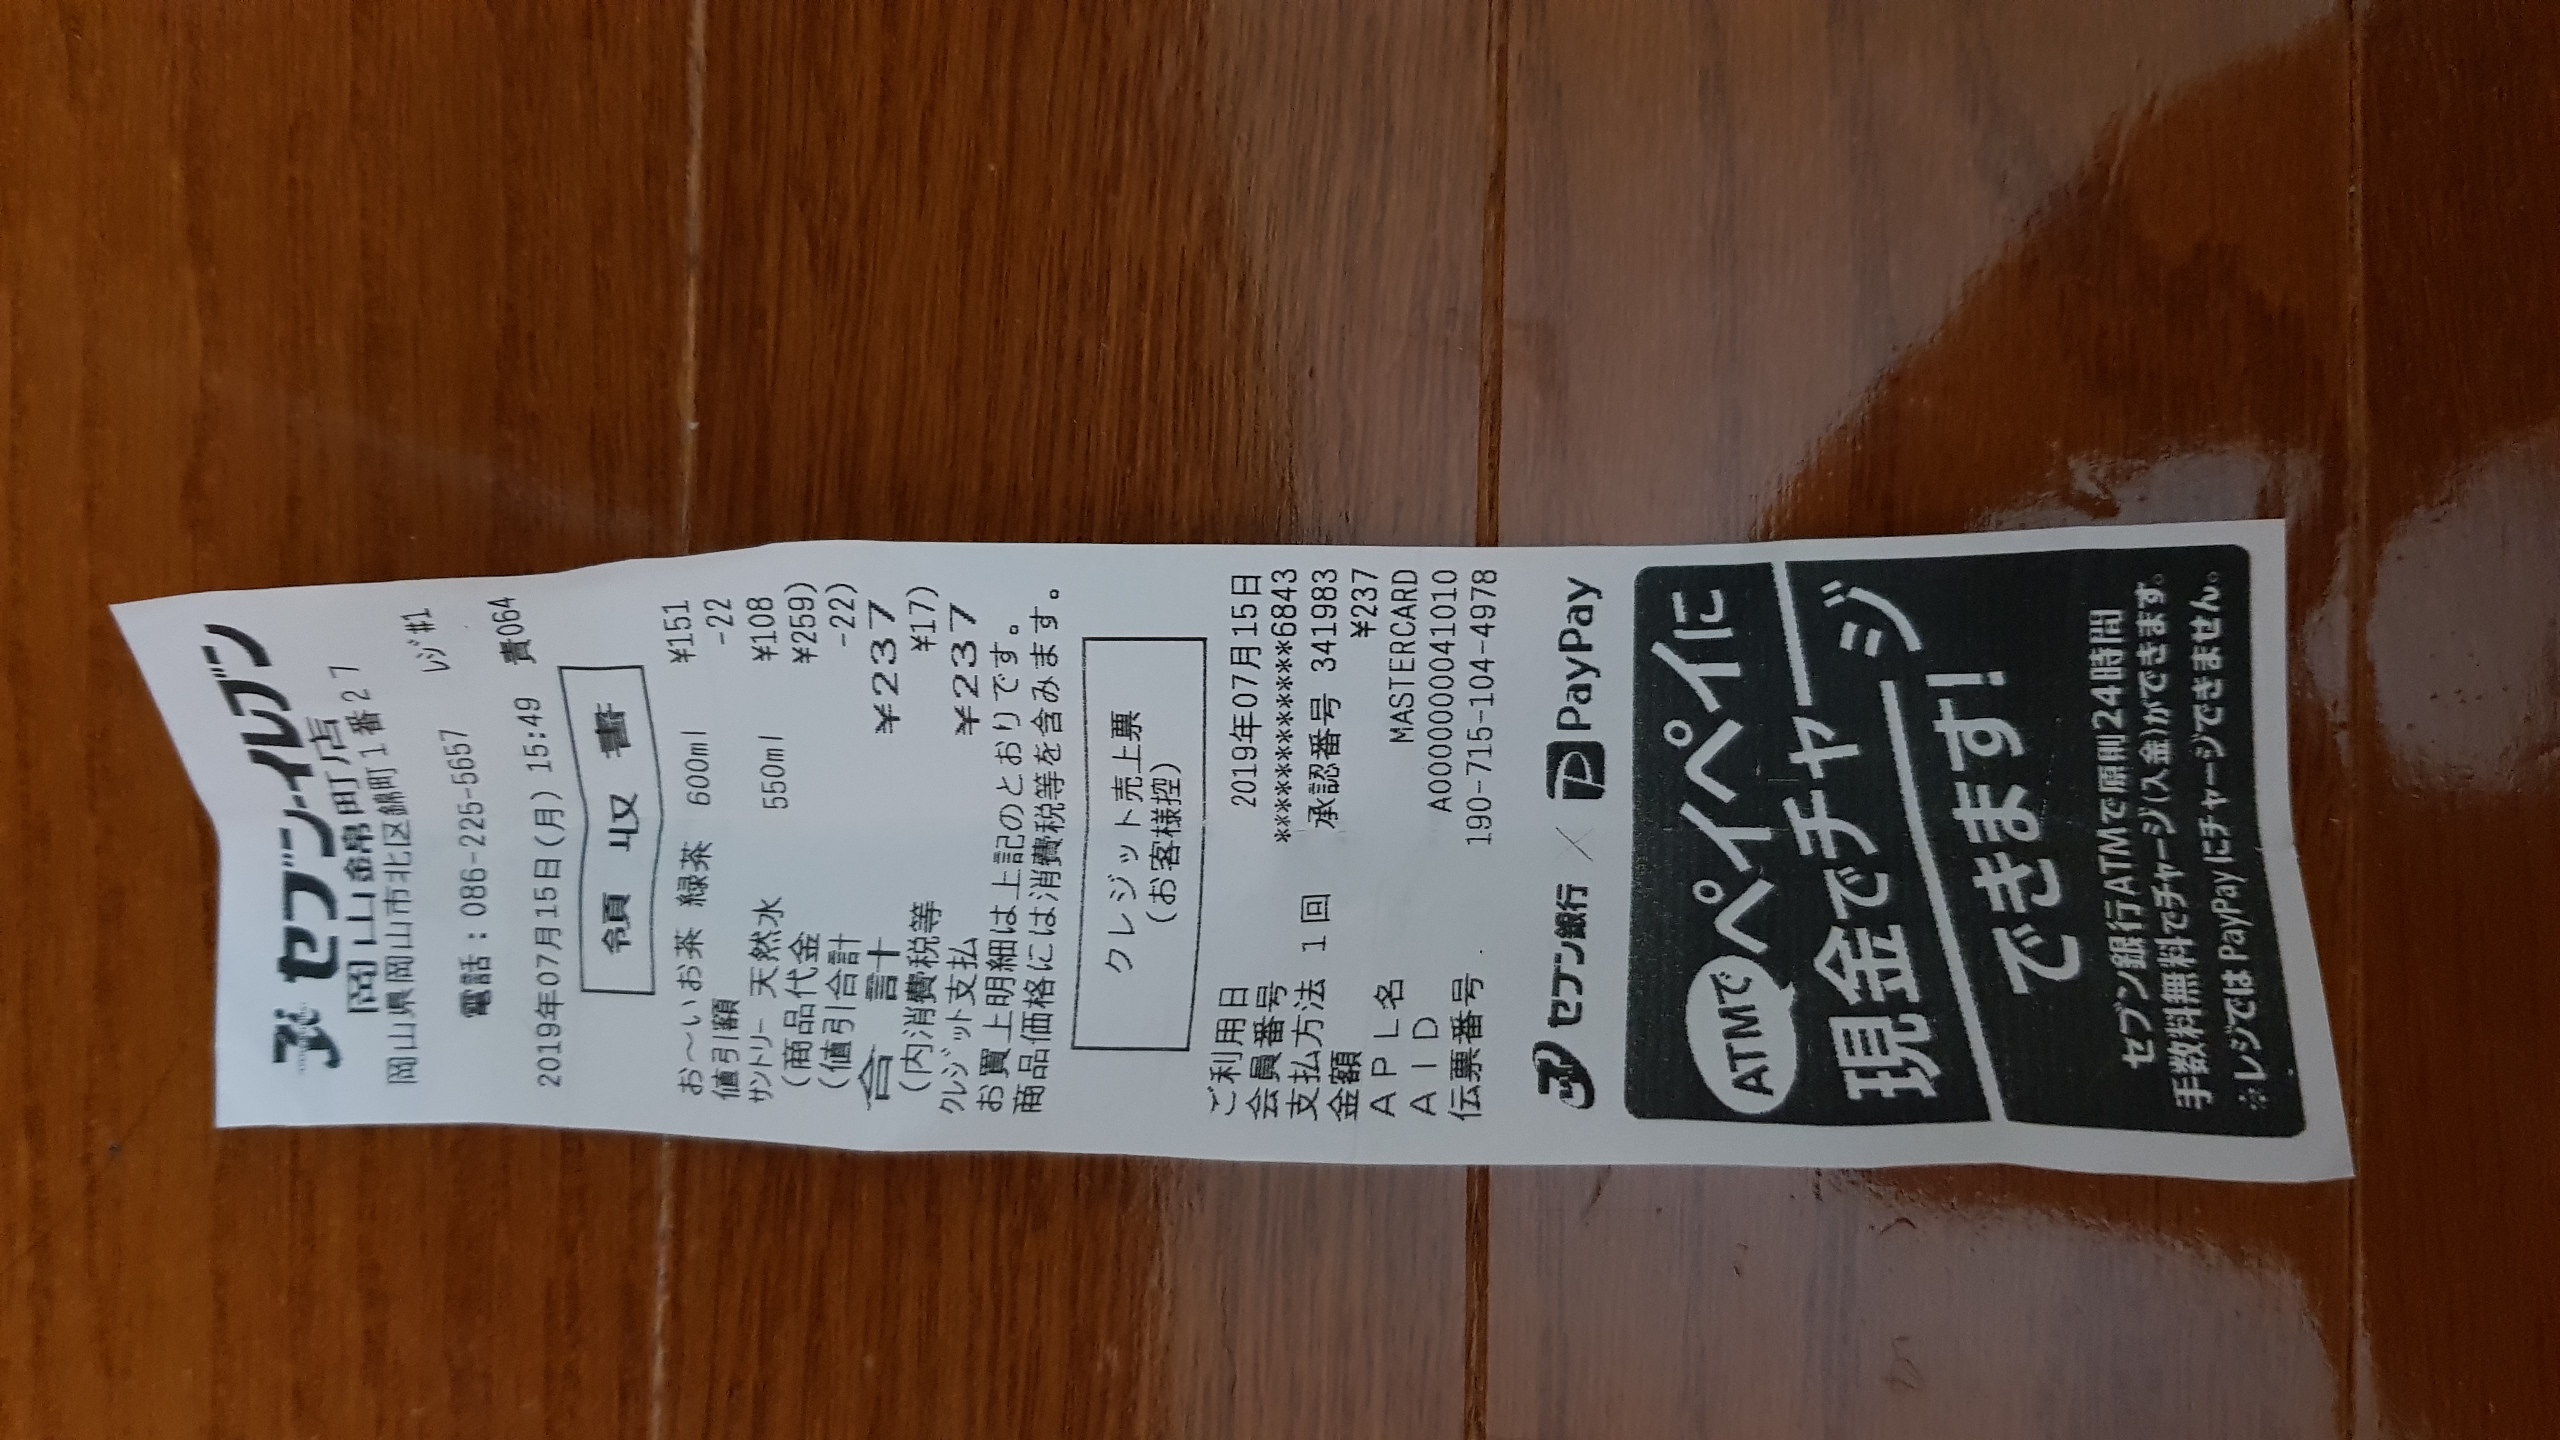 セブン-イレブン
岡山錦町店
岡山県岡山市北区錦町1番27
電話：086-225-5657 ﾚｼﾞ#1
2019年07月15日(月) 15:49 責064
領収書
お～いお茶 緑茶 600ml ¥151
値引額 -22
ｻﾝﾄﾘｰ 天然水 550ml ¥108
(商品代金 ¥259)
(値引合計 -22)
合 計 ¥237
(内消費税等 ¥17)
ｸﾚｼﾞｯﾄ支払 ¥237
お買上明細は上記のとおりです。
商品価格には消費税等を含みます。
クレジット売上票
(お客様控)
ご利用日 2019年07月15日
会員番号 ************6843
支払方法 1回 承認番号 341983
金額 ¥237
ＡＰＬ名 MASTERCARD
ＡＩＤ A0000000041010
伝票番号 190-715-104-4978
セブン銀行 / PayPay
ATMでペイペイに
現金でチャージ
できます!
セブン銀行ATMで原則24時間
手数料無料でチャージ(入金)ができます。
※レジではPayPayにチャージできません。